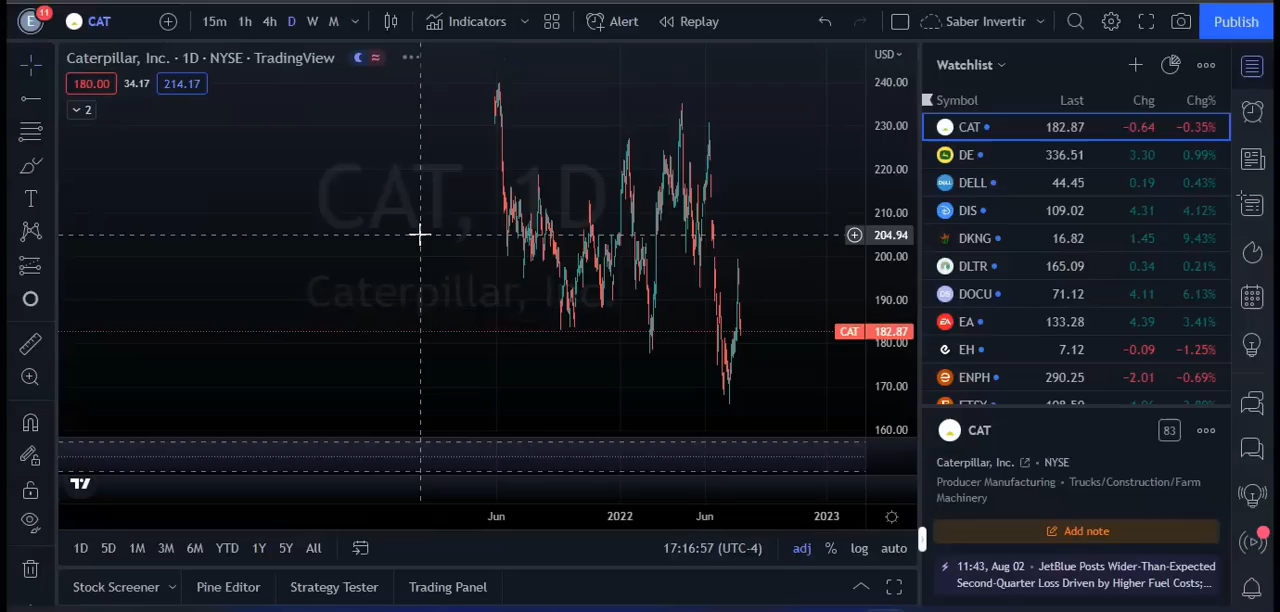 E 11 CAT 15m 1h 4h D W M Indicators Alert Replay Saber Invertir Publish
Caterpillar, Inc. · 1D · NYSE · TradingView
180.00 34.17 214.17
2
CAT, 1D
Caterpillar, Inc
USD
240.00
230.00
220.00
210.00
204.94
200.00
190.00
CAT 182.87
180.00
170.00
160.00
Jun 2022 Jun 2023
1D 5D 1M 3M 6M YTD 1Y 5Y All 17:16:57 (UTC-4) adj % log auto
Stock Screener Pine Editor Strategy Tester Trading Panel
Watchlist
Symbol Last Chg Chg%
CAT 182.87 −0.64 −0.35%
DE 336.51 3.30 0.99%
DELL 44.45 0.19 0.43%
DIS 109.02 4.31 4.12%
DKNG 16.82 1.45 9.43%
DLTR 165.09 0.34 0.21%
DOCU 71.12 4.11 6.13%
EA 133.28 4.39 3.41%
EH 7.12 −0.09 −1.25%
ENPH 290.25 −2.01 −0.69%
CAT 83
Caterpillar, Inc. · NYSE
Producer Manufacturing · Trucks/Construction/Farm
Machinery
Add note
11:43, Aug 02 · JetBlue Posts Wider-Than-Expected
Second-Quarter Loss Driven by Higher Fuel Costs;...